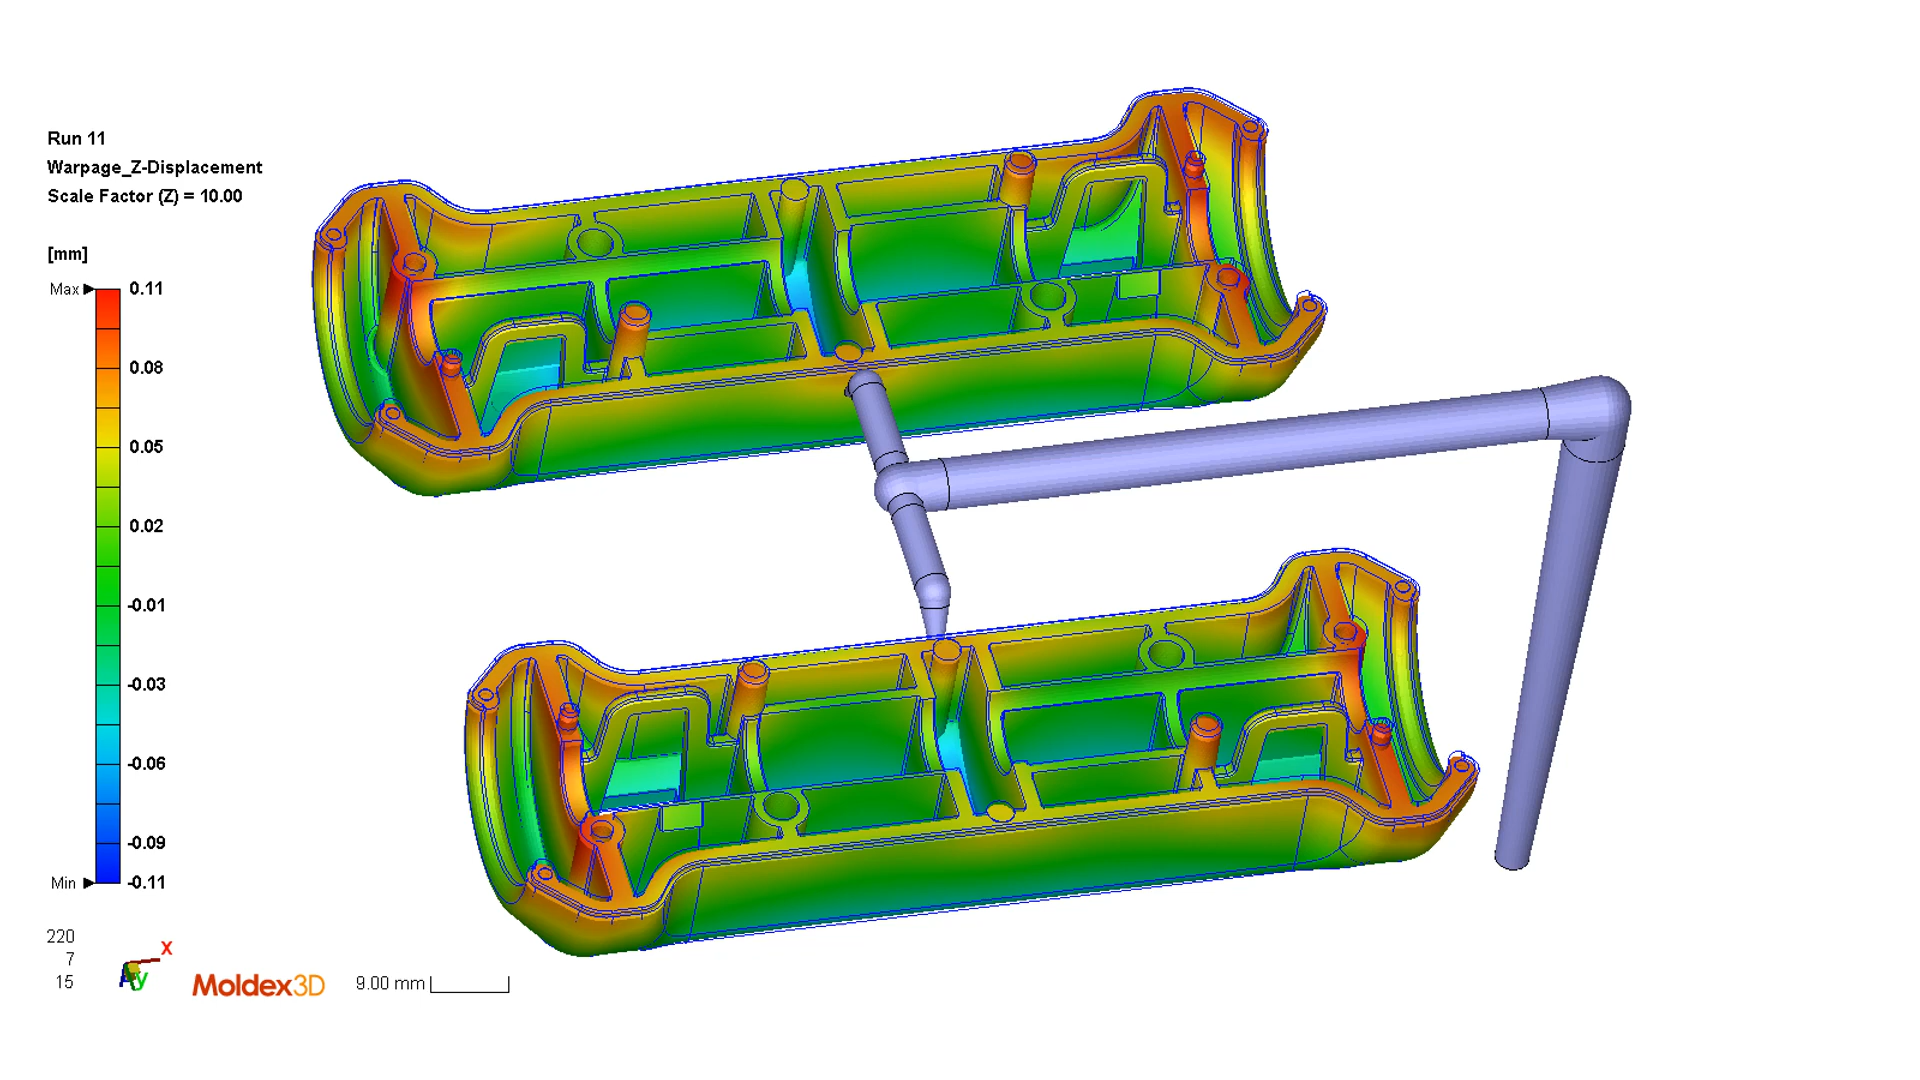 Run 11
Warpage_Z-Displacement
Scale Factor (Z) = 10.00
[mm]
Max 0.11
0.08
0.05
0.02
-0.01
-0.03
-0.06
-0.09
Min -0.11
220
7
15
x
y
Moldex3D
9.00 mm